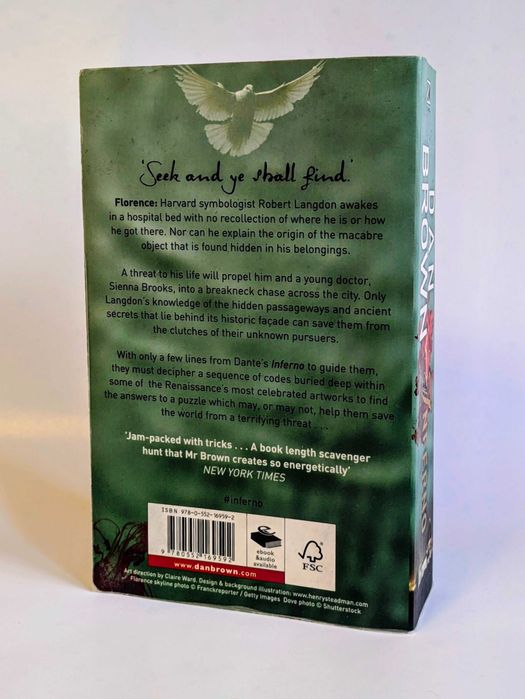 'Seek and ye shall find.'
Florence: Harvard symbologist Robert Langdon awakes
in a hospital bed with no recollection of where he is or how
he got there. Nor can he explain the origin of the macabre
object that is found hidden in his belongings.
A threat to his life will propel him and a young doctor,
Sienna Brooks, into a breakneck chase across the city. Only
Langdon's knowledge of the hidden passageways and ancient
secrets that lie behind its historic façade can save them from
the clutches of their unknown pursuers.
With only a few lines from Dante's Inferno to guide them,
they must decipher a sequence of codes buried deep within
some of the Renaissance's most celebrated artworks to find
the answers to a puzzle which may, or may not, help them save
the world from a terrifying threat . . .
'Jam-packed with tricks . . . A book length scavenger
hunt that Mr Brown creates so energetically'
NEW YORK TIMES
#inferno
ISBN 978-0-552-16959-2
9 780552 169592
ebook
&audio
available
FSC
www.danbrown.com
Art direction by Claire Ward. Design & background illustration: www.henrysteadman.com
Florence skyline photo © Franckreporter / Getty Images Dove photo © Shutterstock
DAN
BROWN